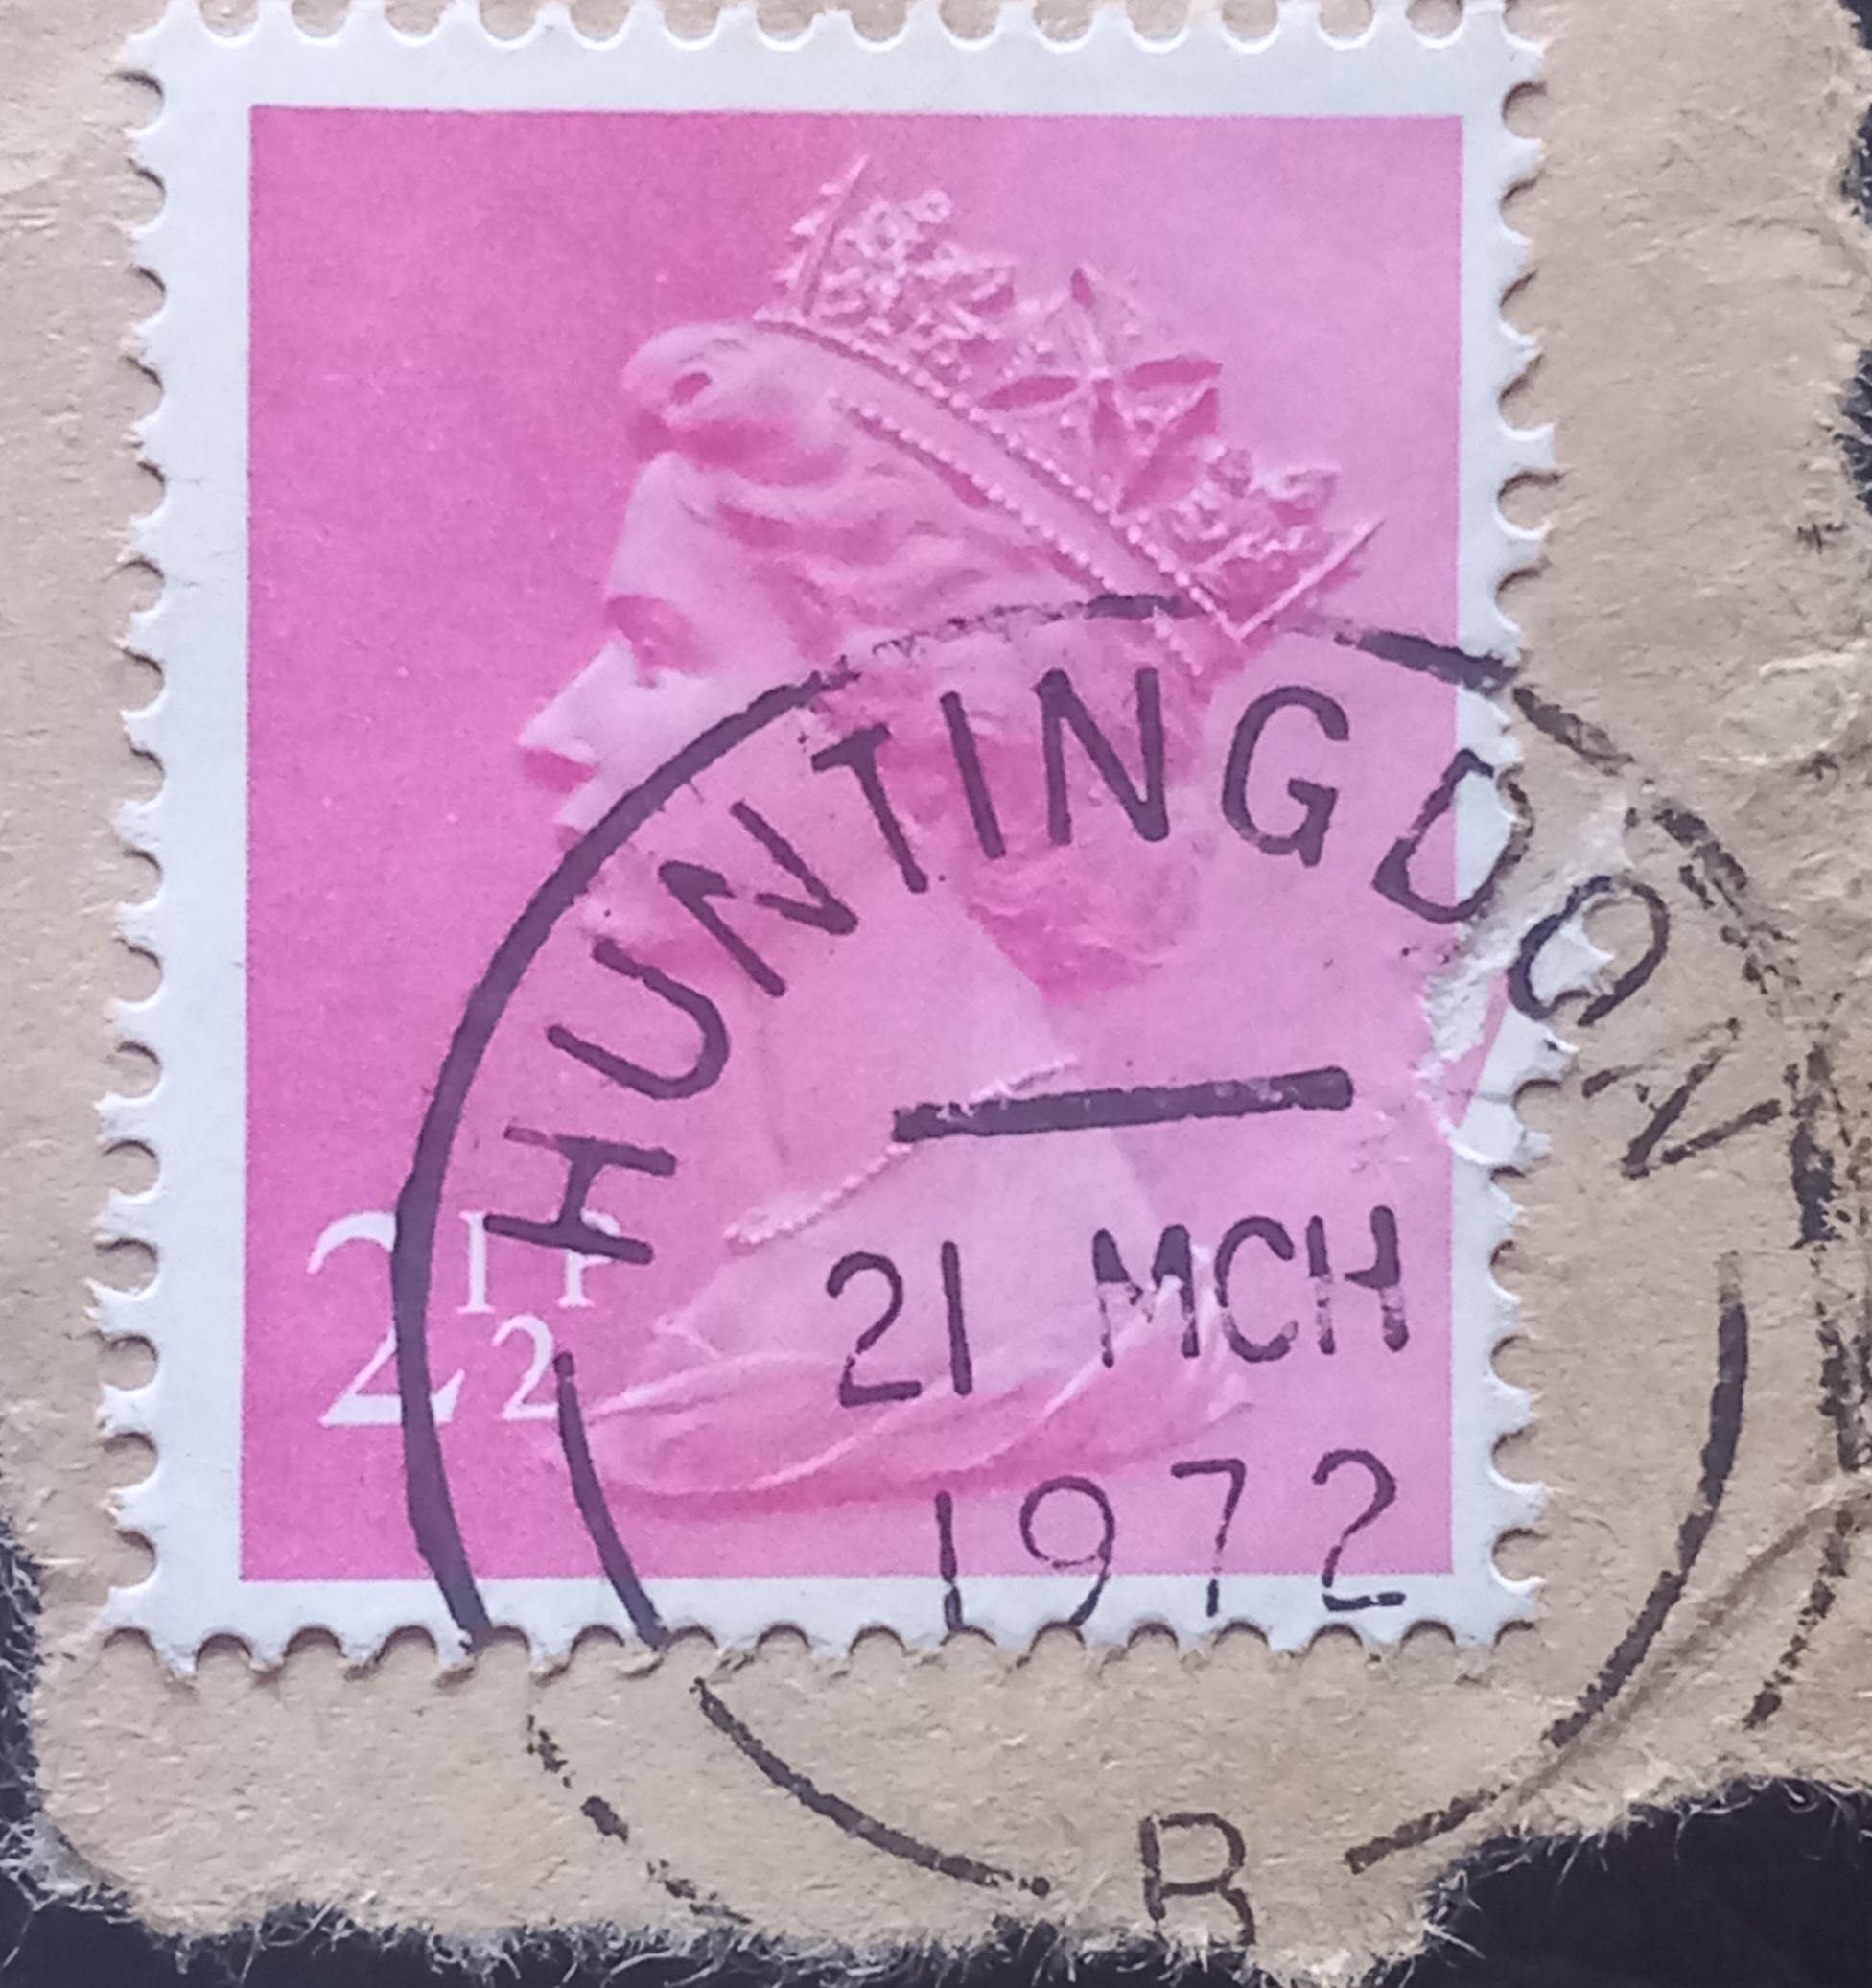 HUNTINGDON
2½P
21 MCH
1972
B